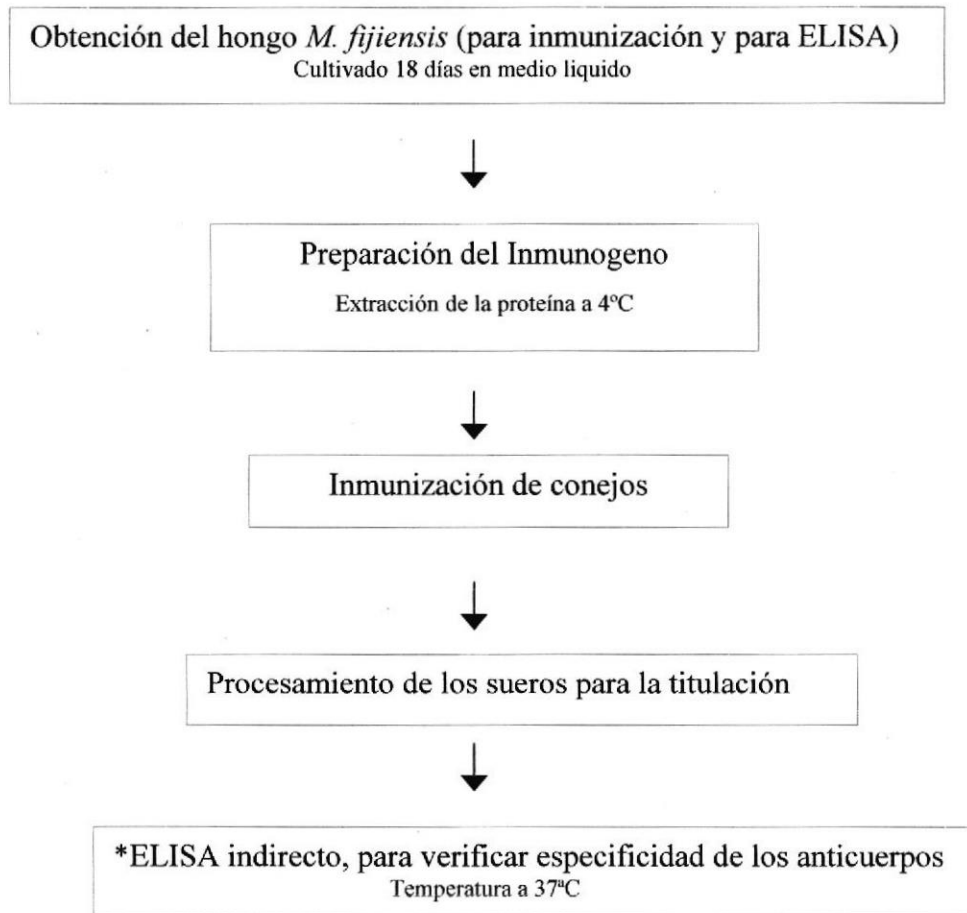 Obtención del hongo M. fijiensis (para inmunización y para ELISA)
Cultivado 18 días en medio liquido
Preparación del Inmunogeno
Extracción de la proteína a 4ºC
Inmunización de conejos
Procesamiento de los sueros para la titulación
*ELISA indirecto, para verificar especificidad de los anticuerpos
Temperatura a 37ªC